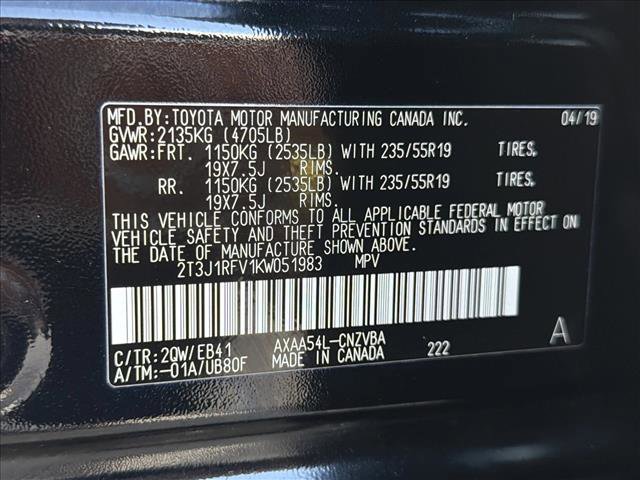 MFD.BY:TOYOTA MOTOR MANUFACTURING CANADA INC. 04/19
GVWR:2135KG (4705LB)
GAWR:FRT. 1150KG (2535LB) WITH 235/55R19 TIRES,
19X7.5J RIMS.
RR. 1150KG (2535LB) WITH 235/55R19 TIRES,
19X7.5J RIMS.
THIS VEHICLE CONFORMS TO ALL APPLICABLE FEDERAL MOTOR
VEHICLE SAFETY AND THEFT PREVENTION STANDARDS IN EFFECT ON
THE DATE OF MANUFACTURE SHOWN ABOVE.
2T3J1RFV1KW051983 MPV
C/TR:2QW/EB41 AXAA54L-CNZVBA 222 A
A/TM:-01A/UB80F MADE IN CANADA